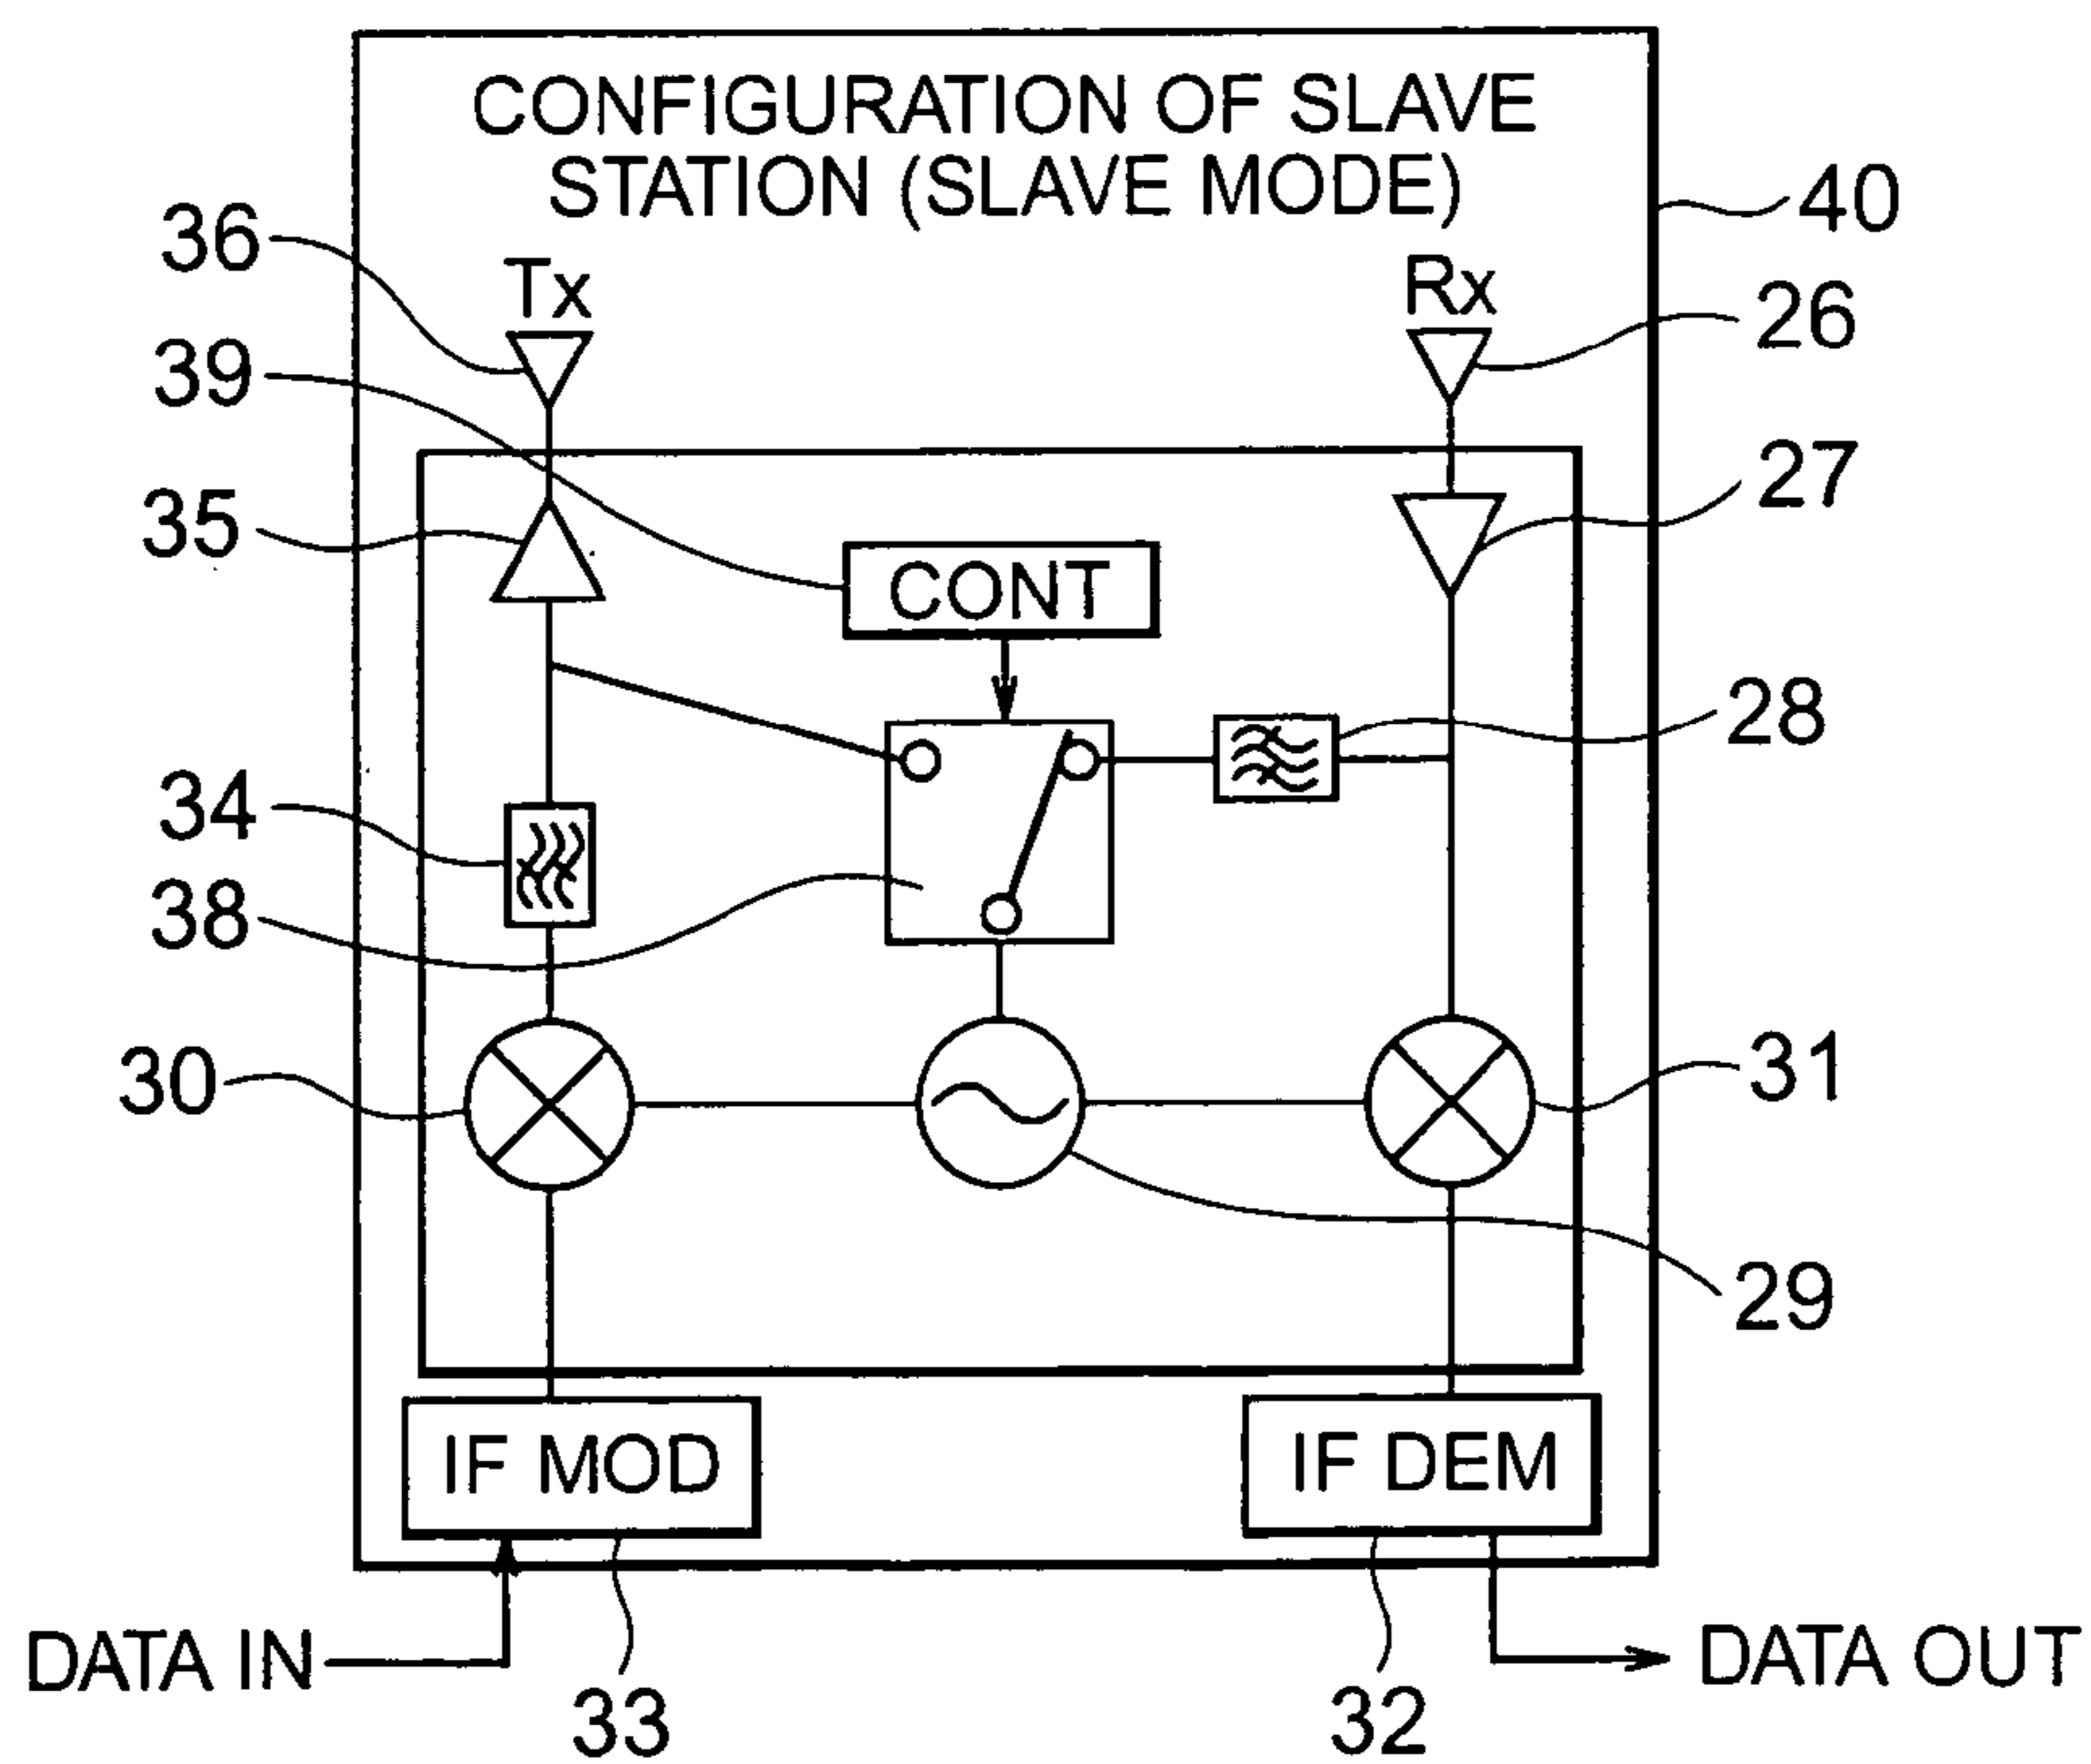 CONFIGURATION OF SLAVE
STATION (SLAVE MODE)
40
36
Tx
Rx
26
39
27
35
CONT
28
34
38
30
31
29
IF MOD
IF DEM
DATA IN
DATA OUT
33
32